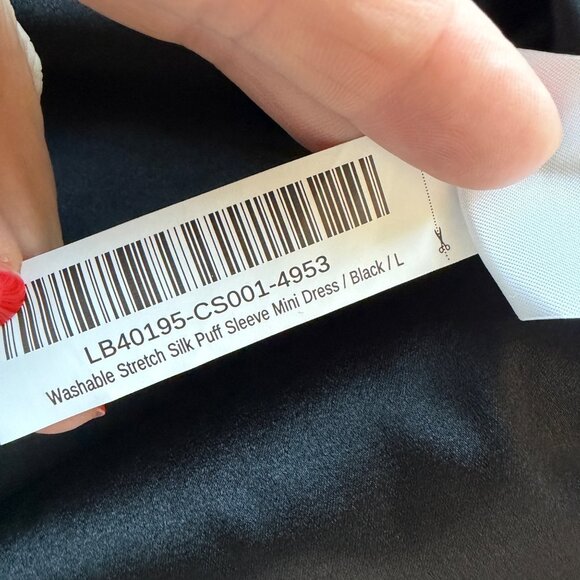 LB40195-CS001-4953
Washable Stretch Silk Puff Sleeve Mini Dress / Black / L